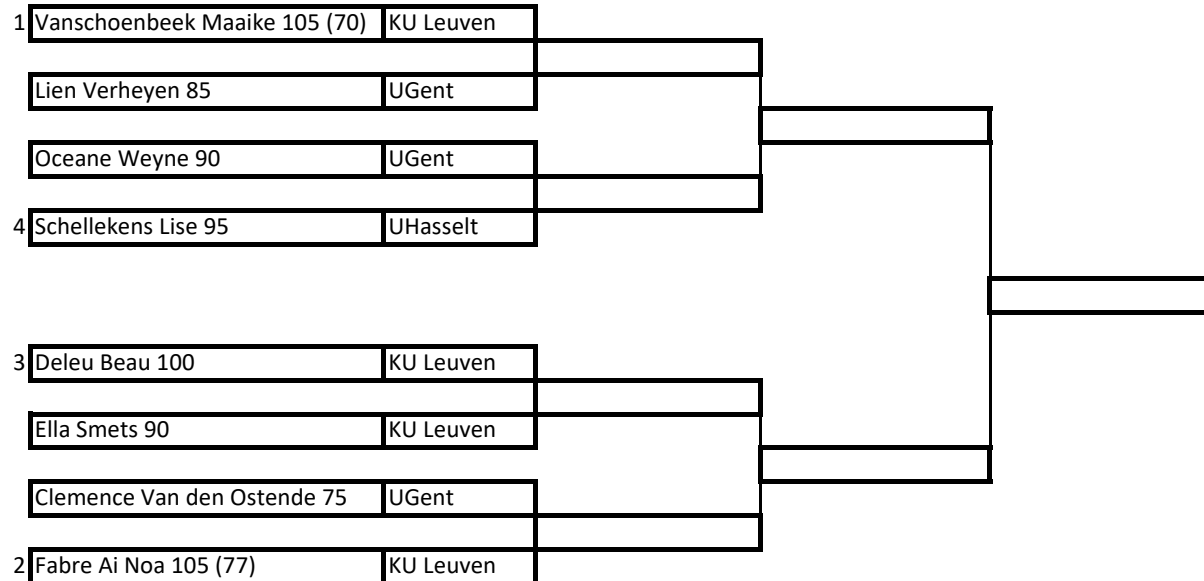 1 Vanschoenbeek Maaike 105 (70) KU Leuven
Lien Verheyen 85 UGent
Oceane Weyne 90 UGent
4 Schellekens Lise 95 UHasselt
3 Deleu Beau 100 KU Leuven
Ella Smets 90 KU Leuven
Clemence Van den Ostende 75 UGent
2 Fabre Ai Noa 105 (77) KU Leuven